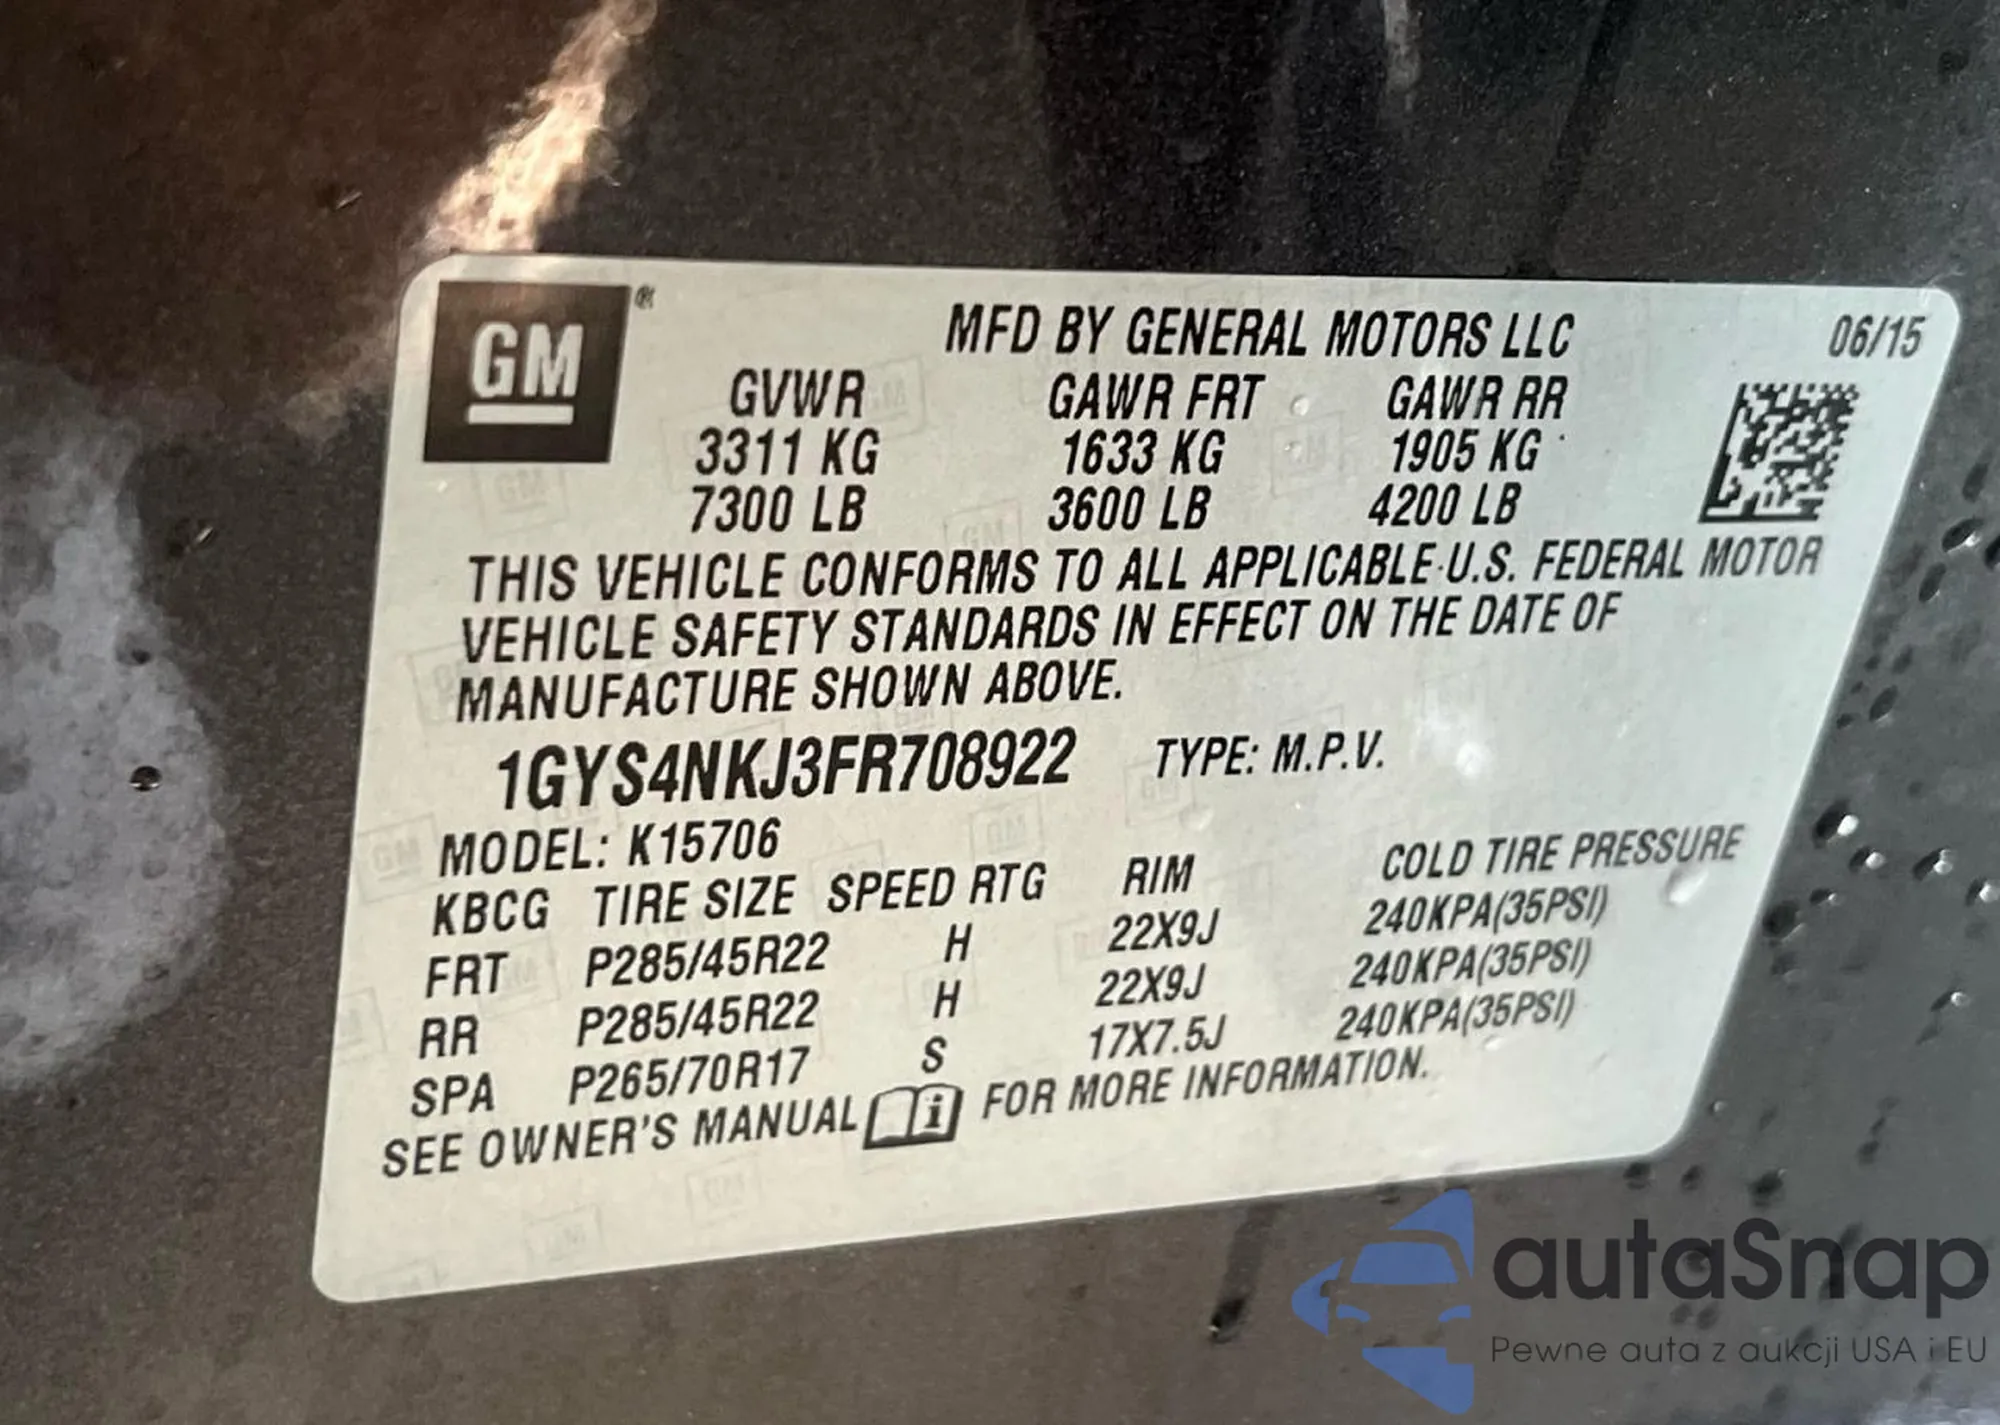 GM®
MFD BY GENERAL MOTORS LLC 06/15
GVWR GAWR FRT GAWR RR
3311 KG 1633 KG 1905 KG
7300 LB 3600 LB 4200 LB
THIS VEHICLE CONFORMS TO ALL APPLICABLE U.S. FEDERAL MOTOR
VEHICLE SAFETY STANDARDS IN EFFECT ON THE DATE OF
MANUFACTURE SHOWN ABOVE.
1GYS4NKJ3FR708922 TYPE: M.P.V.
MODEL: K15706
KBCG TIRE SIZE SPEED RTG RIM COLD TIRE PRESSURE
FRT P285/45R22 H 22X9J 240KPA(35PSI)
RR P285/45R22 H 22X9J 240KPA(35PSI)
SPA P265/70R17 S 17X7.5J 240KPA(35PSI)
SEE OWNER'S MANUAL i FOR MORE INFORMATION.
autaSnap
Pewne auta z aukcji USA i EU